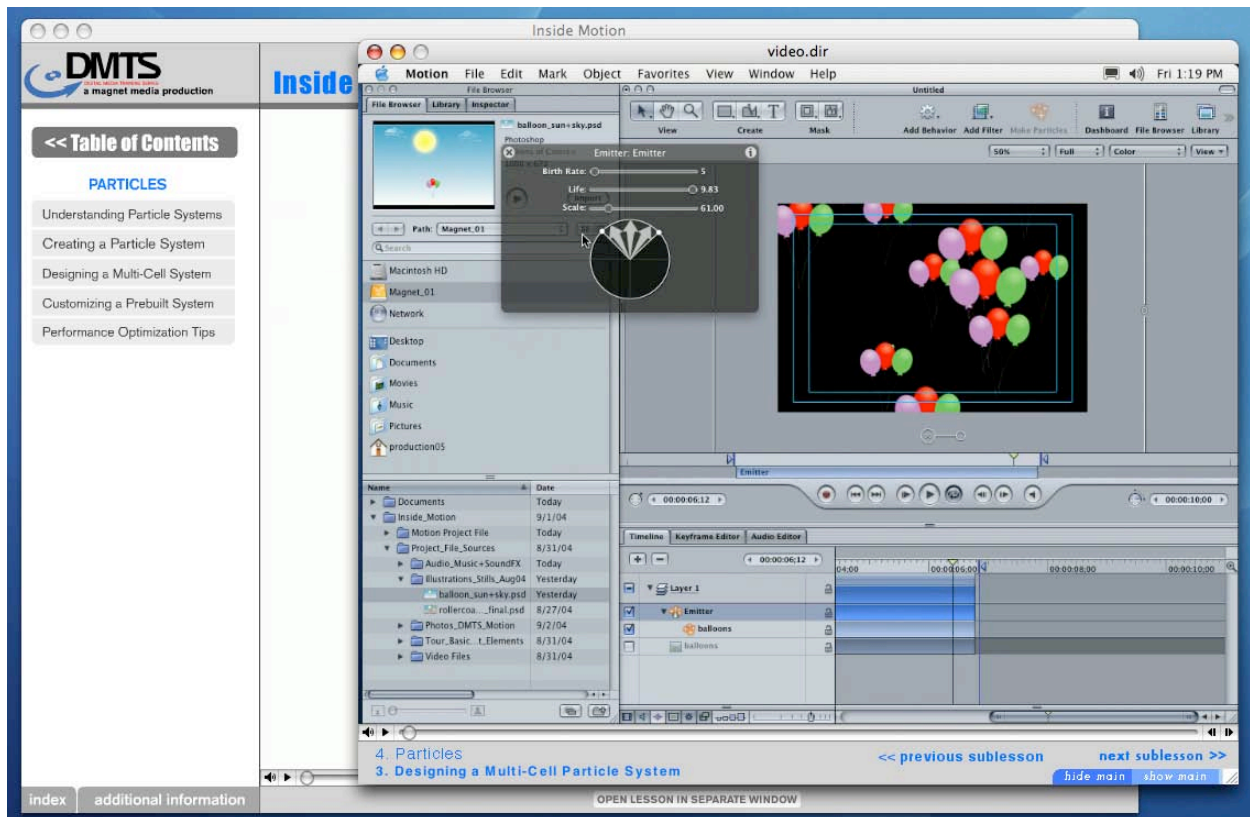 Inside Motion
DMTS
a magnet media production
Inside
<< Table of Contents
PARTICLES
Understanding Particle Systems
Creating a Particle System
Designing a Multi-Cell System
Customizing a Prebuilt System
Performance Optimization Tips
index
additional information
OPEN LESSON IN SEPARATE WINDOW
video.dir
Motion File Edit Mark Object Favorites View Window Help
Fri 1:19 PM
File Browser
File Browser Library Inspector
balloon_sun+sky.psd
Photoshop
Import
Path: Magnet_01
Search
Macintosh HD
Magnet_01
Network
Desktop
Documents
Movies
Music
Pictures
production05
Name Date
Documents Today
Inside_Motion 9/1/04
Motion Project File Today
Project_File_Sources 8/31/04
Audio_Music+SoundFX Today
Illustrations_Stills_Aug04 Yesterday
balloon_sun+sky.psd Yesterday
rollercoa..._final.psd 8/27/04
Photos_DMTS_Motion 9/2/04
Tour_Basic...t_Elements 8/31/04
Video Files 8/31/04
Emitter: Emitter
Birth Rate: 5
Life: 9.83
Scale: 61.00
Untitled
View Create Mask
Add Behavior Add Filter Make Particles Dashboard File Browser Library
50% Full Color View
Emitter
00:00:06;12
00:00:10;00
Timeline Keyframe Editor Audio Editor
00:00:06;12
04;00 00:00:06;00 00:00:08;00 00:00:10;00
Layer 1
Emitter
balloons
balloons
4. Particles
3. Designing a Multi-Cell Particle System
<< previous sublesson
next sublesson >>
hide main
show main